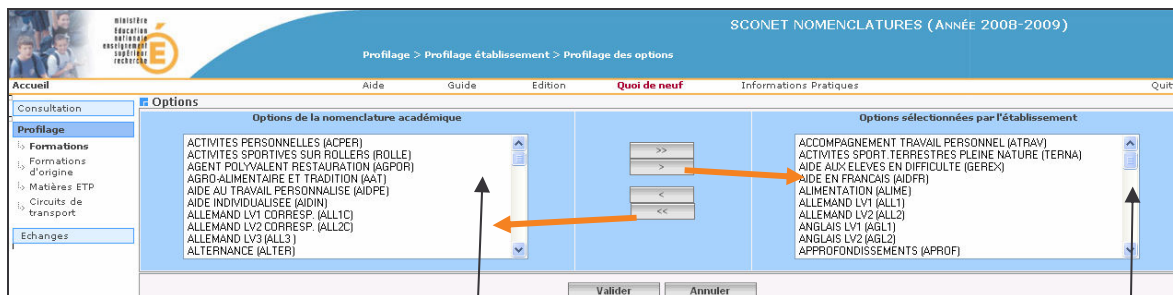 ministère
éducation
nationale
enseignement
supérieur
recherche
SCONET NOMENCLATURES (ANNÉE 2008-2009)
Profilage > Profilage établissement > Profilage des options
Accueil
Aide
Guide
Edition
Quoi de neuf
Informations Pratiques
Quit
Consultation
Profilage
Formations
Formations
d'origine
Matières ETP
Circuits de
transport
Echanges
Options
Options de la nomenclature académique
ACTIVITES PERSONNELLES (ACPER)
ACTIVITES SPORTIVES SUR ROLLERS (ROLLE)
AGENT POLYVALENT RESTAURATION (AGPOR)
AGRO-ALIMENTAIRE ET TRADITION (AAT)
AIDE AU TRAVAIL PERSONNALISE (AIDPE)
AIDE INDIVIDUALISEE (AIDIN)
ALLEMAND LV1 CORRESP. (ALL1C)
ALLEMAND LV2 CORRESP. (ALL2C)
ALLEMAND LV3 (ALL3 )
ALTERNANCE (ALTER)
>>
>
<
<<
Options sélectionnées par l'établissement
ACCOMPAGNEMENT TRAVAIL PERSONNEL (ATRAV)
ACTIVITES SPORT.TERRESTRES PLEINE NATURE (TERNA)
AIDE AUX ELEVES EN DIFFICULTE (GEREX)
AIDE EN FRANCAIS (AIDFR)
ALIMENTATION (ALIME)
ALLEMAND LV1 (ALL1)
ALLEMAND LV2 (ALL2)
ANGLAIS LV1 (AGL1)
ANGLAIS LV2 (AGL2)
APPROFONDISSEMENTS (APROF)
Valider
Annuler